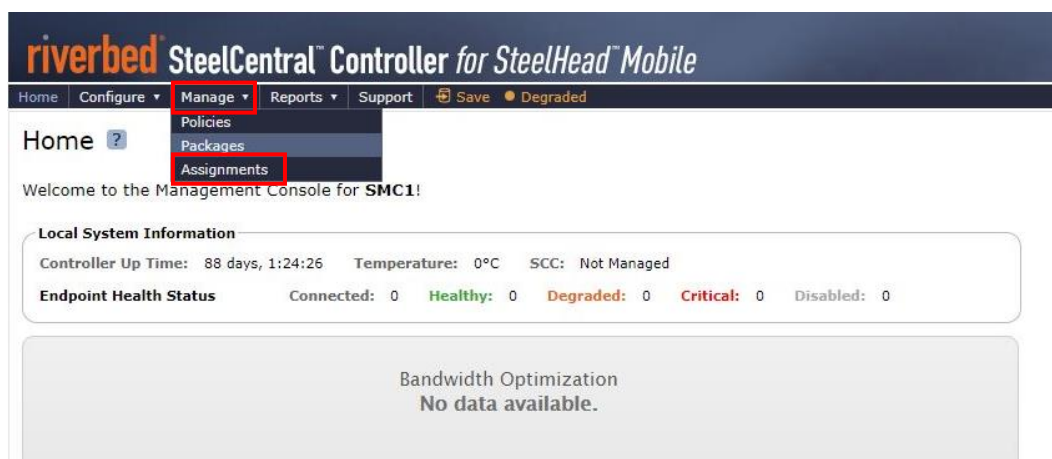 riverbed® SteelCentral™ Controller for SteelHead™ Mobile
Home Configure ▾ Manage ▾ Reports ▾ Support Save Degraded
Policies
Packages
Assignments
Home ?
Welcome to the Management Console for SMC1!
Local System Information
Controller Up Time: 88 days, 1:24:26 Temperature: 0°C SCC: Not Managed
Endpoint Health Status Connected: 0 Healthy: 0 Degraded: 0 Critical: 0 Disabled: 0
Bandwidth Optimization
No data available.